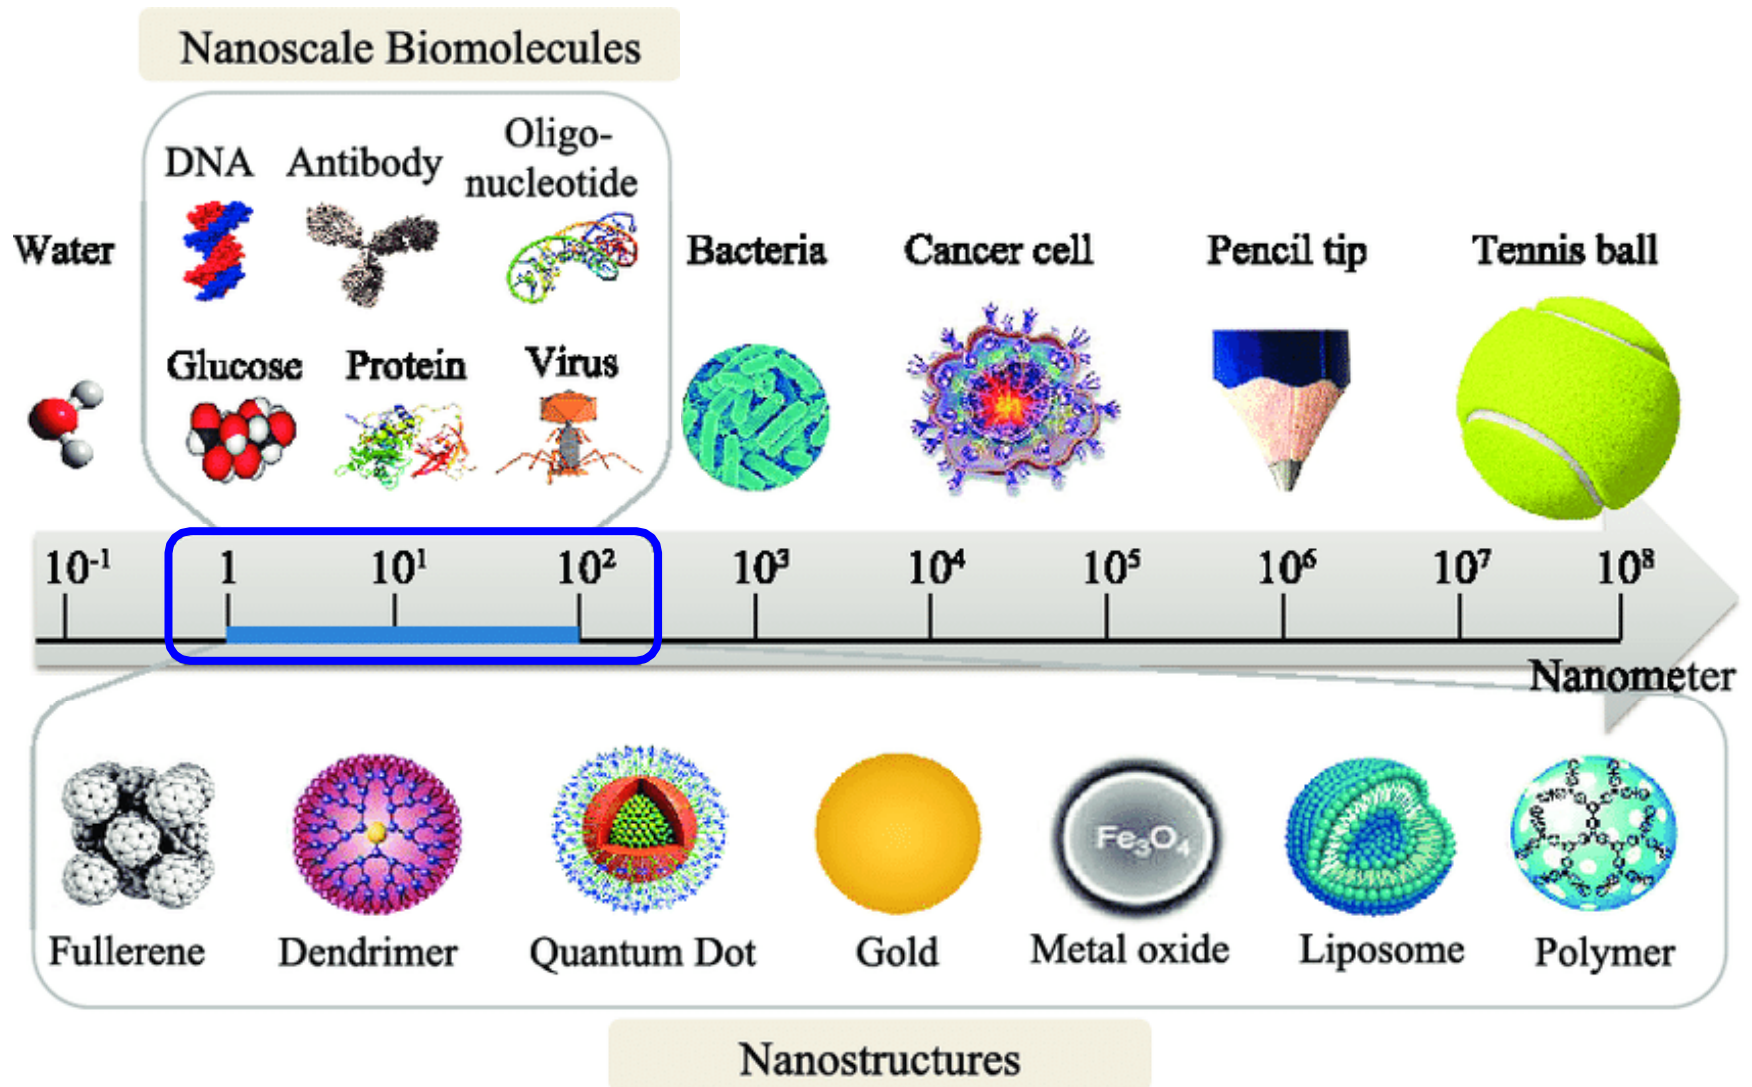 Nanoscale Biomolecules
Oligo-
DNA Antibody nucleotide
Water Bacteria Cancer cell Pencil tip Tennis ball
Glucose Protein Virus
10⁻¹ 1 10¹ 10² 10³ 10⁴ 10⁵ 10⁶ 10⁷ 10⁸
Nanometer
Fe₃O₄
Fullerene Dendrimer Quantum Dot Gold Metal oxide Liposome Polymer
Nanostructures